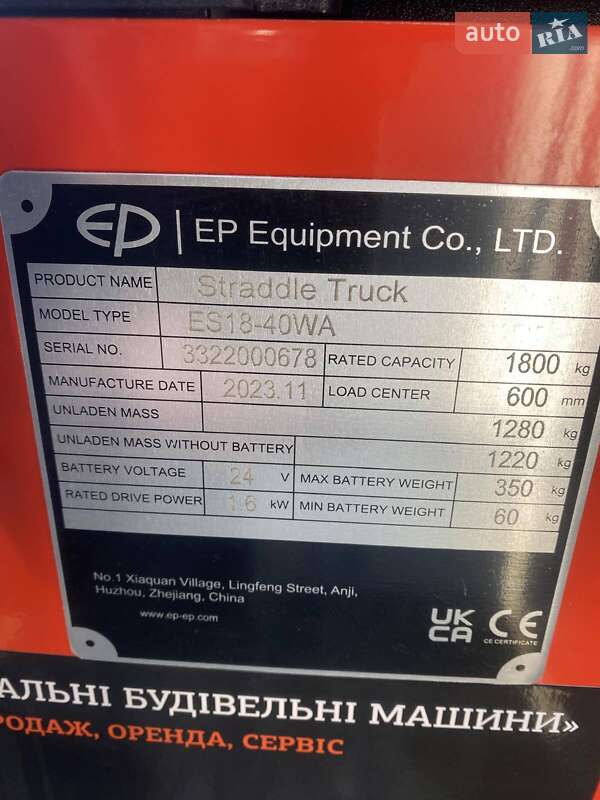 auto RIA.com
EP | EP Equipment Co., LTD.
PRODUCT NAME Straddle Truck
MODEL TYPE ES18-40WA
SERIAL NO. 3322000678 RATED CAPACITY 1800 kg
MANUFACTURE DATE 2023.11 LOAD CENTER 600 mm
UNLADEN MASS 1280 kg
UNLADEN MASS WITHOUT BATTERY 1220 kg
BATTERY VOLTAGE 24 V MAX BATTERY WEIGHT 350 kg
RATED DRIVE POWER 1.6 kW MIN BATTERY WEIGHT 60 kg
No.1 Xiaquan Village, Lingfeng Street, Anji,
Huzhou, Zhejiang, China
www.ep-ep.com
UK CA CE
CE CERTIFICATE
АЛЬНІ БУДІВЕЛЬНІ МАШИНИ»
РОДАЖ, ОРЕНДА, СЕРВІС